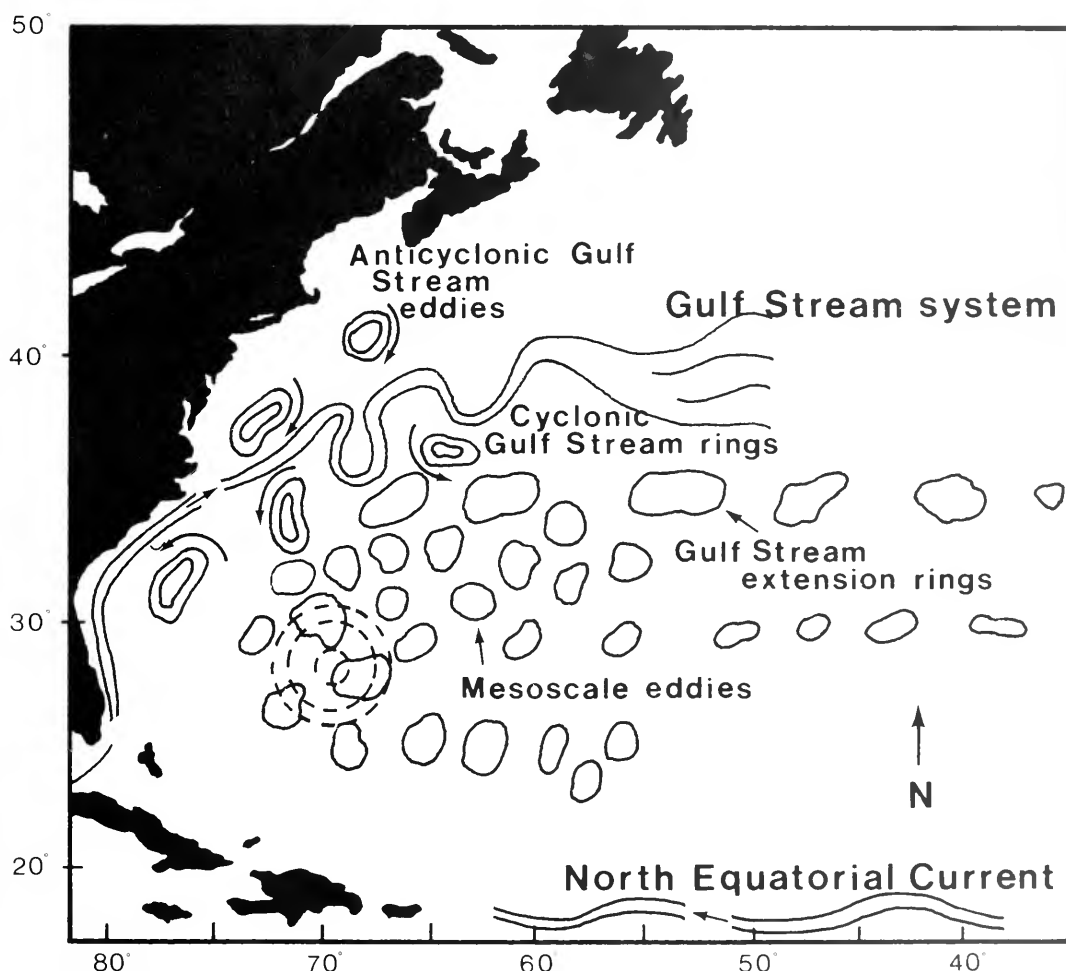 50°
Anticyclonic Gulf
Stream
eddies
Gulf Stream system
40°
Cyclonic
Gulf Stream rings
Gulf Stream
extension rings
30°
Mesoscale eddies
N
20°
North Equatorial Current
80° 70° 60° 50° 40°